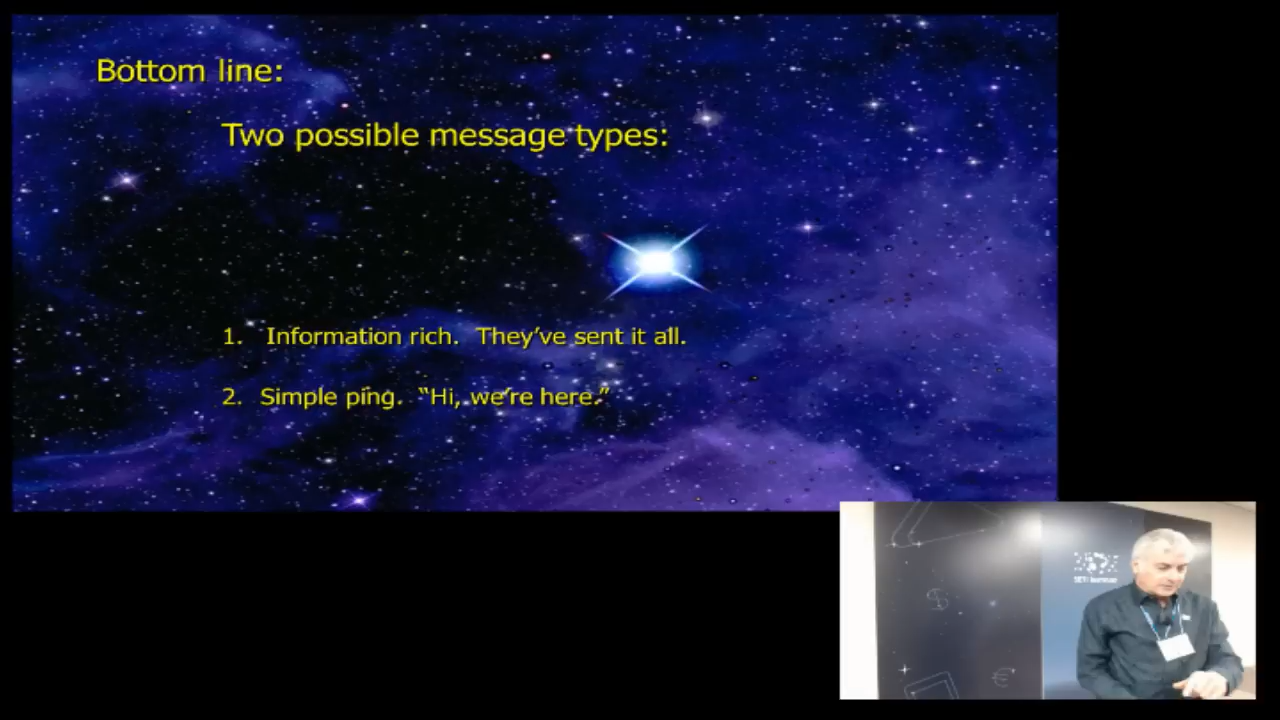 Bottom line:
Two possible message types:
1. Information rich. They’ve sent it all.
2. Simple ping. “Hi, we’re here.”
SETI
$
€